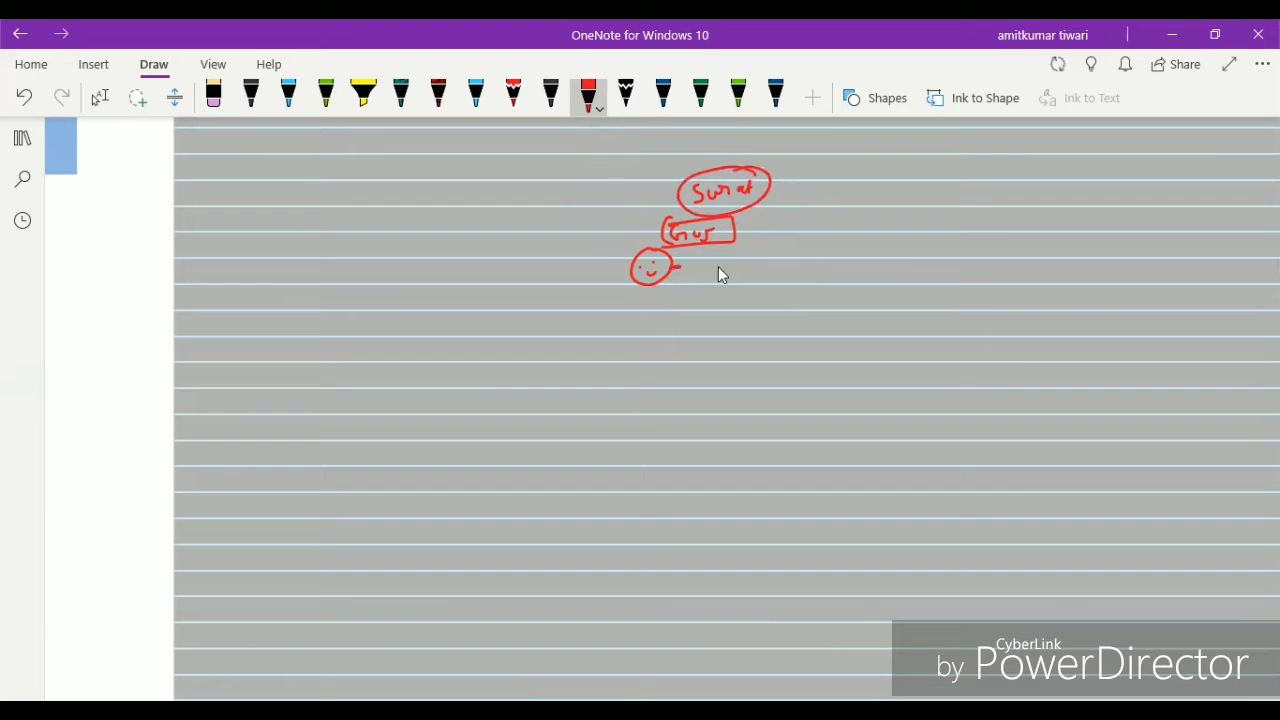 OneNote for Windows 10
amitkumar tiwari
Home Insert Draw View Help
Share
Shapes
Ink to Shape
Ink to Text
Surat
Guj
CyberLink
by PowerDirector